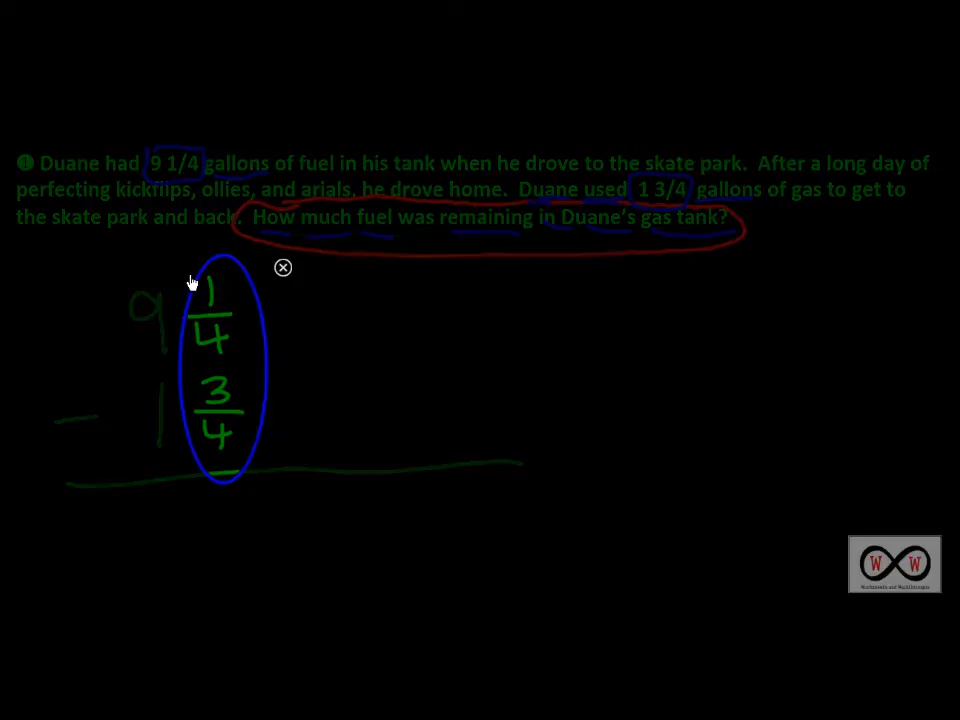 ❶ Duane had 9 1/4 gallons of fuel in his tank when he drove to the skate park. After a long day of
perfecting kickflips, ollies, and arials, he drove home. Duane used 1 3/4 gallons of gas to get to
the skate park and back. How much fuel was remaining in Duane's gas tank?
9 1/4
- 1 3/4
W W